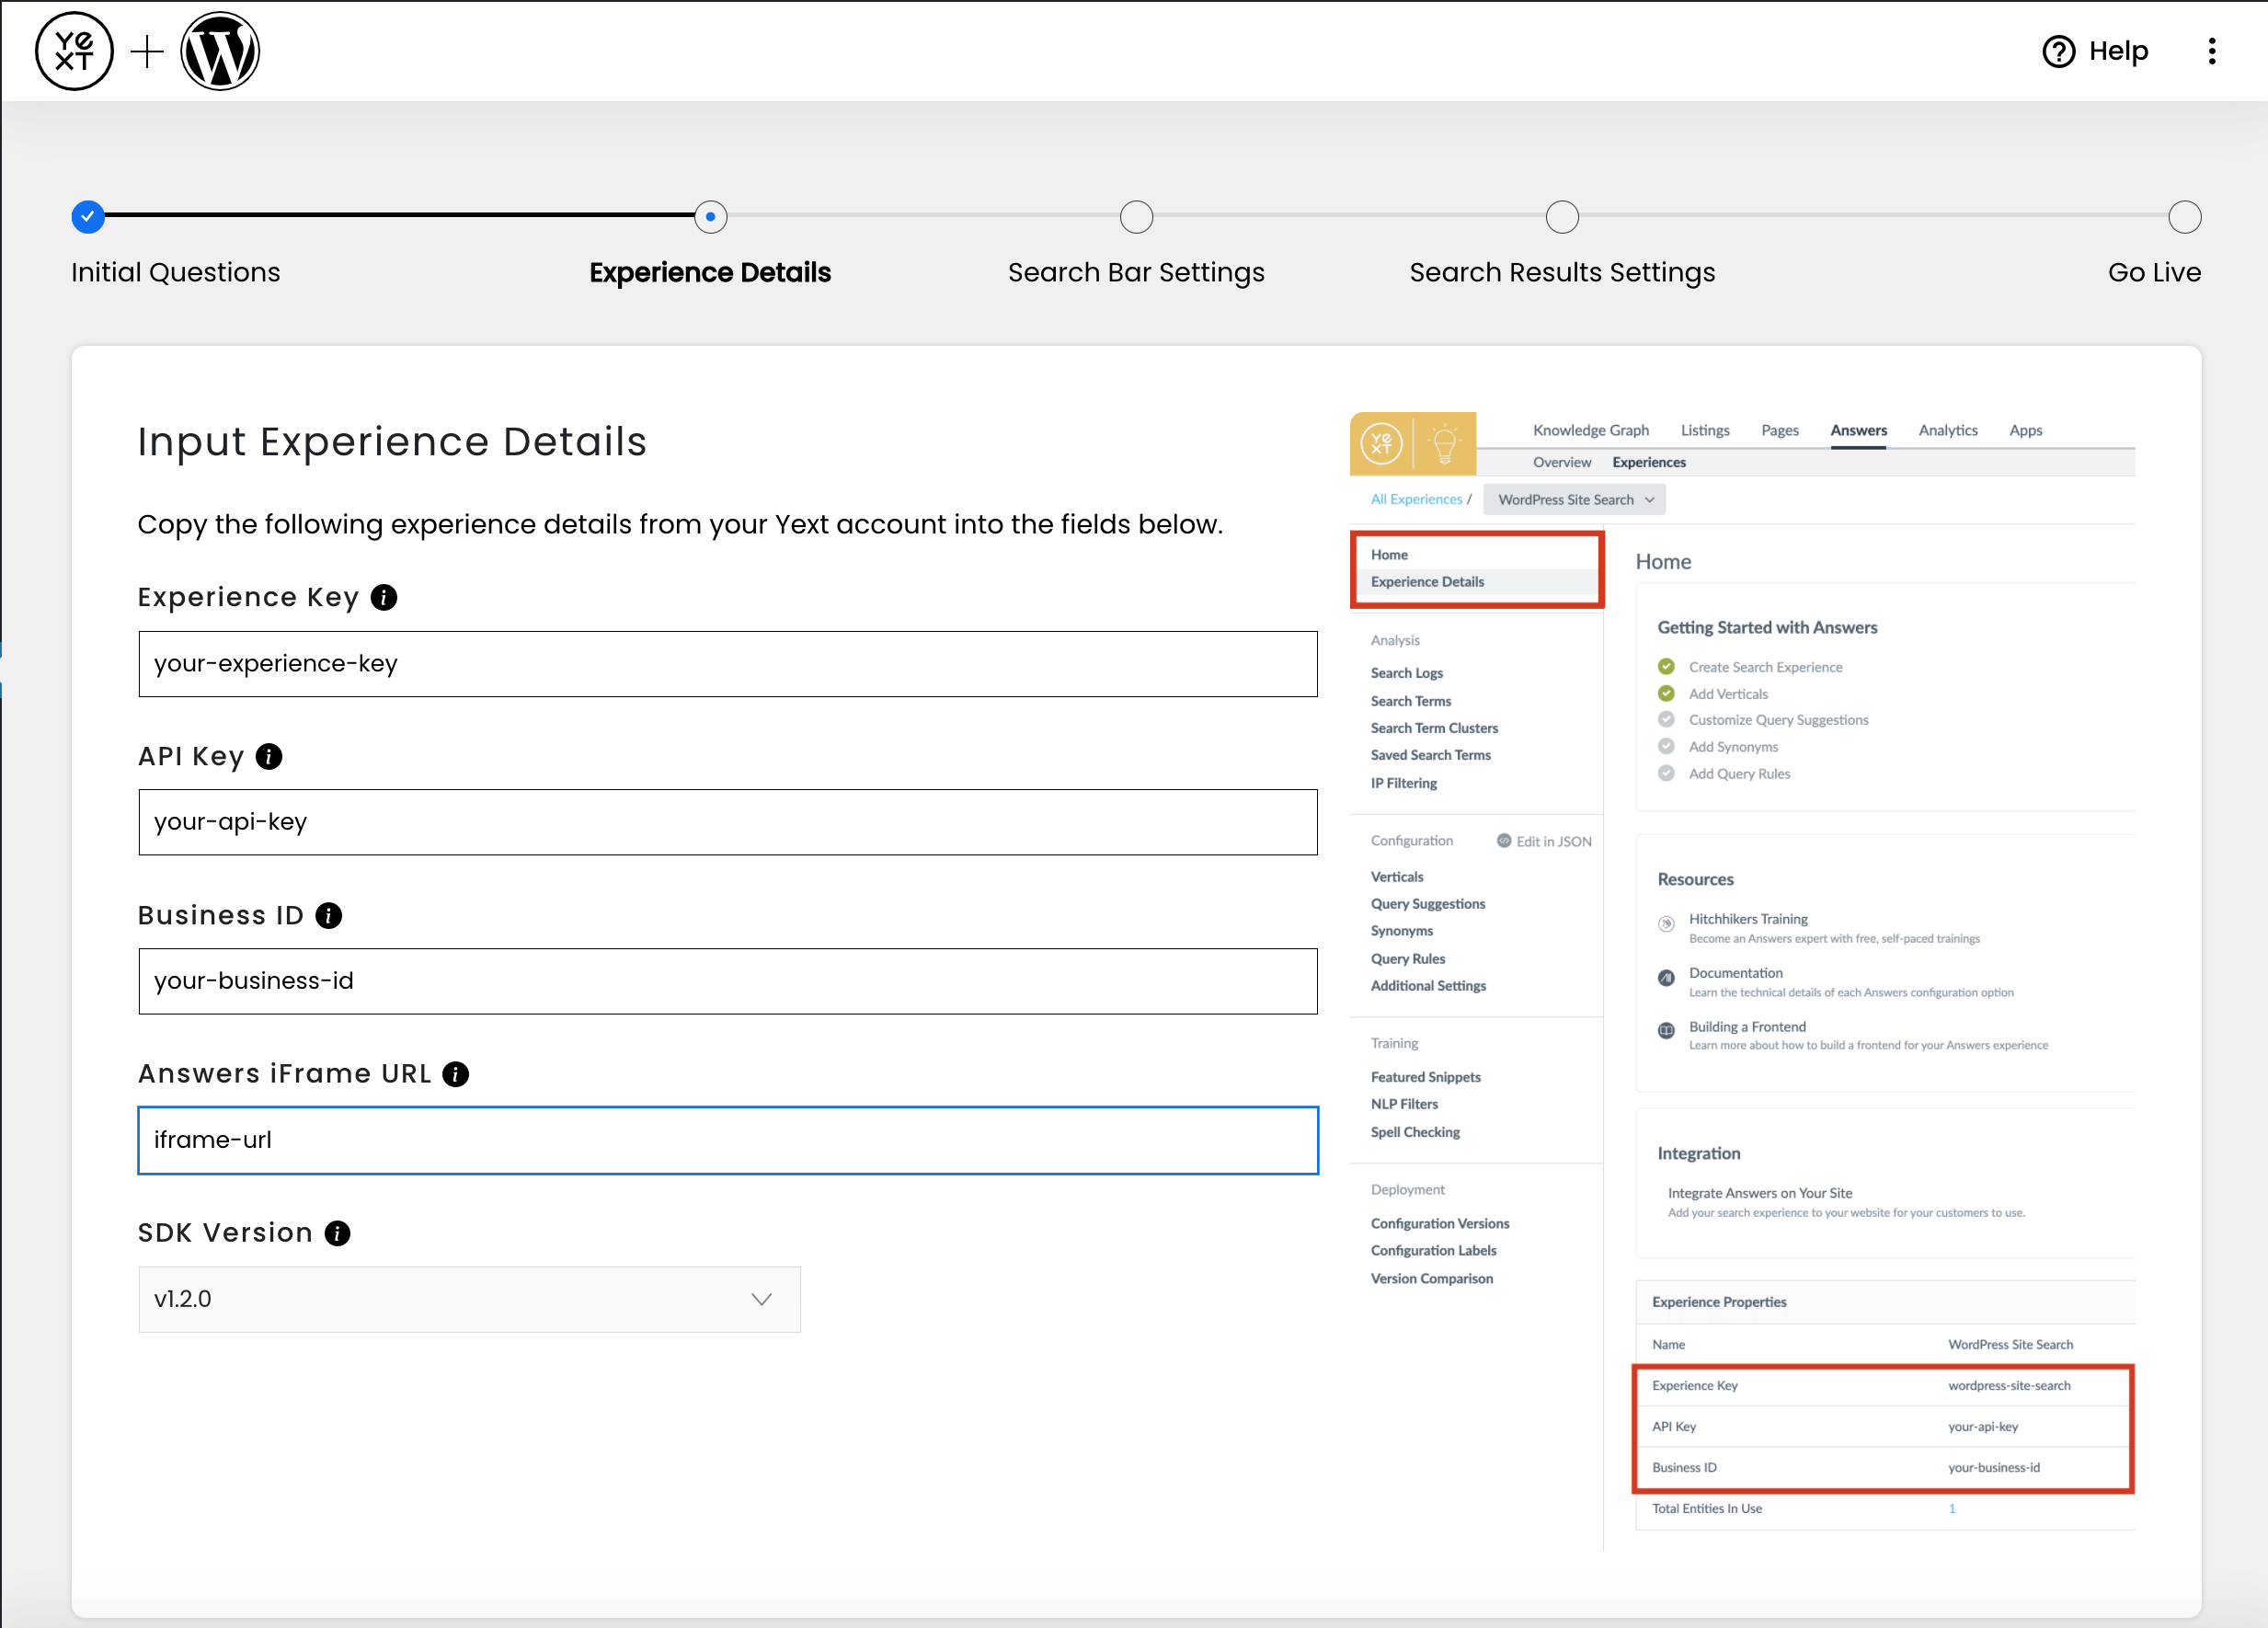 YEXT
W
Help
Initial Questions
Experience Details
Search Bar Settings
Search Results Settings
Go Live
Input Experience Details
Copy the following experience details from your Yext account into the fields below.
Experience Key
your-experience-key
API Key
your-api-key
Business ID
your-business-id
Answers iFrame URL
iframe-url
SDK Version
v1.2.0
YEXT
Knowledge Graph Listings Pages Answers Analytics Apps
Overview Experiences
All Experiences / WordPress Site Search
Home
Experience Details
Analysis
Search Logs
Search Terms
Search Term Clusters
Saved Search Terms
IP Filtering
Configuration Edit in JSON
Verticals
Query Suggestions
Synonyms
Query Rules
Additional Settings
Training
Featured Snippets
NLP Filters
Spell Checking
Deployment
Configuration Versions
Configuration Labels
Version Comparison
Home
Getting Started with Answers
Create Search Experience
Add Verticals
Customize Query Suggestions
Add Synonyms
Add Query Rules
Resources
Hitchhikers Training
Become an Answers expert with free, self-paced trainings
Documentation
Learn the technical details of each Answers configuration option
Building a Frontend
Learn more about how to build a frontend for your Answers experience
Integration
Integrate Answers on Your Site
Add your search experience to your website for your customers to use.
Experience Properties
Name WordPress Site Search
Experience Key wordpress-site-search
API Key your-api-key
Business ID your-business-id
Total Entities In Use 1